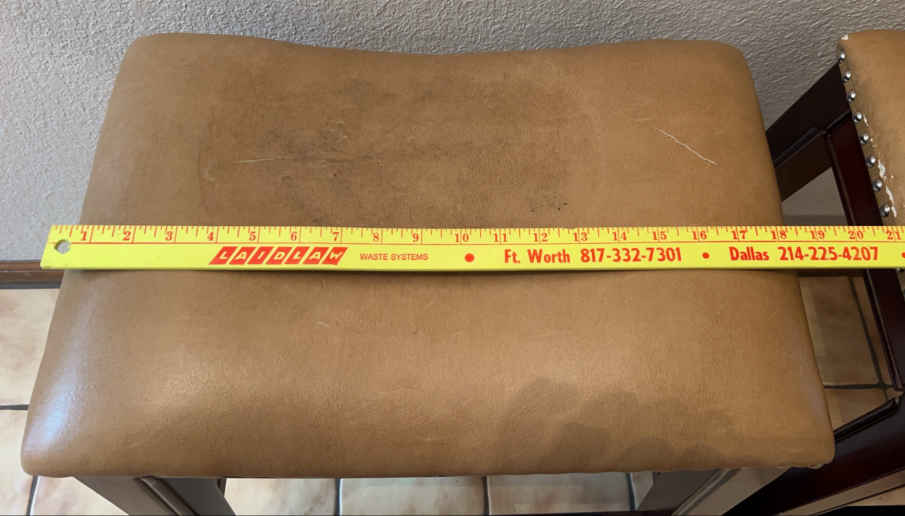 1 2 3 4 5 6 7 8 9 10 11 12 13 14 15 16 17 18 19 20 21
LAIDLAW WASTE SYSTEMS • Ft. Worth 817-332-7301 • Dallas 214-225-4207